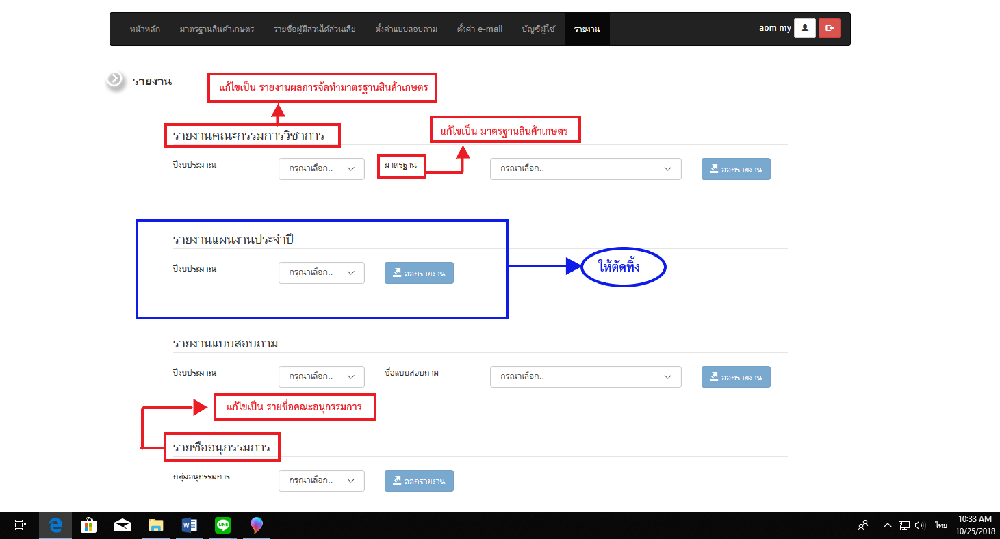 หน้าหลัก มาตรฐานสินค้าเกษตร รายชื่อผู้มีส่วนได้ส่วนเสีย ตั้งค่าแบบสอบถาม ตั้งค่า e-mail บัญชีผู้ใช้ รายงาน aom my
รายงาน
แก้ไขเป็น รายงานผลการจัดทำมาตรฐานสินค้าเกษตร
แก้ไขเป็น มาตรฐานสินค้าเกษตร
รายงานคณะกรรมการวิชาการ
ปีงบประมาณ กรุณาเลือก.. มาตรฐาน กรุณาเลือก.. ออกรายงาน
รายงานแผนงานประจำปี
ปีงบประมาณ กรุณาเลือก.. ออกรายงาน
ให้ตัดทิ้ง
รายงานแบบสอบถาม
ปีงบประมาณ กรุณาเลือก.. ชื่อแบบสอบถาม กรุณาเลือก.. ออกรายงาน
แก้ไขเป็น รายชื่อคณะอนุกรรมการ
รายชื่ออนุกรรมการ
กลุ่มอนุกรรมการ กรุณาเลือก.. ออกรายงาน
LINE
ไทย
10:33 AM
10/25/2018